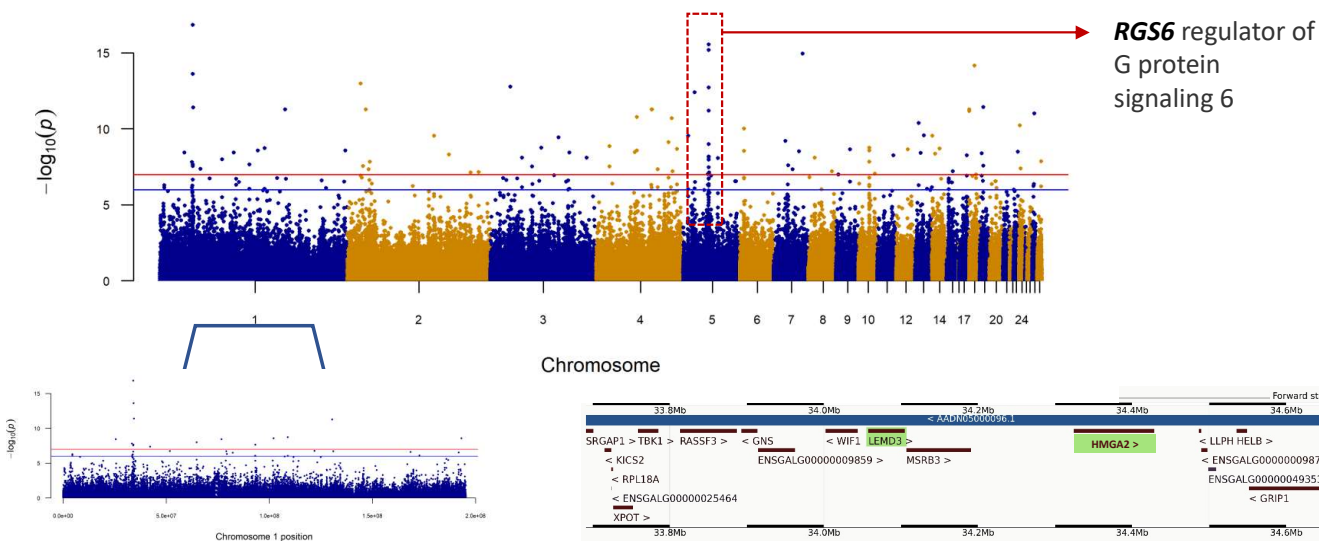 RGS6 regulator of
G protein
signaling 6
−log10(p)
15
10
5
0
1 2 3 4 5 6 7 8 9 10 12 14 17 20 24
Chromosome
−log10(p)
15
10
5
0
0.0e+00 5.0e+07 1.0e+08 1.5e+08 2.0e+08
Chromosome 1 position
Forward st
33.8Mb 34.0Mb 34.2Mb 34.4Mb 34.6Mb
< AADN05000096.1
SRGAP1 > TBK1 > RASSF3 > < GNS < WIF1 LEMD3 > HMGA2 > < LLPH HELB >
< KICS2 ENSGALG00000009859 > MSRB3 > < ENSGALG0000000987
< RPL18A ENSGALG00000049351
< ENSGALG00000025464 < GRIP1
XPOT >
33.8Mb 34.0Mb 34.2Mb 34.4Mb 34.6Mb